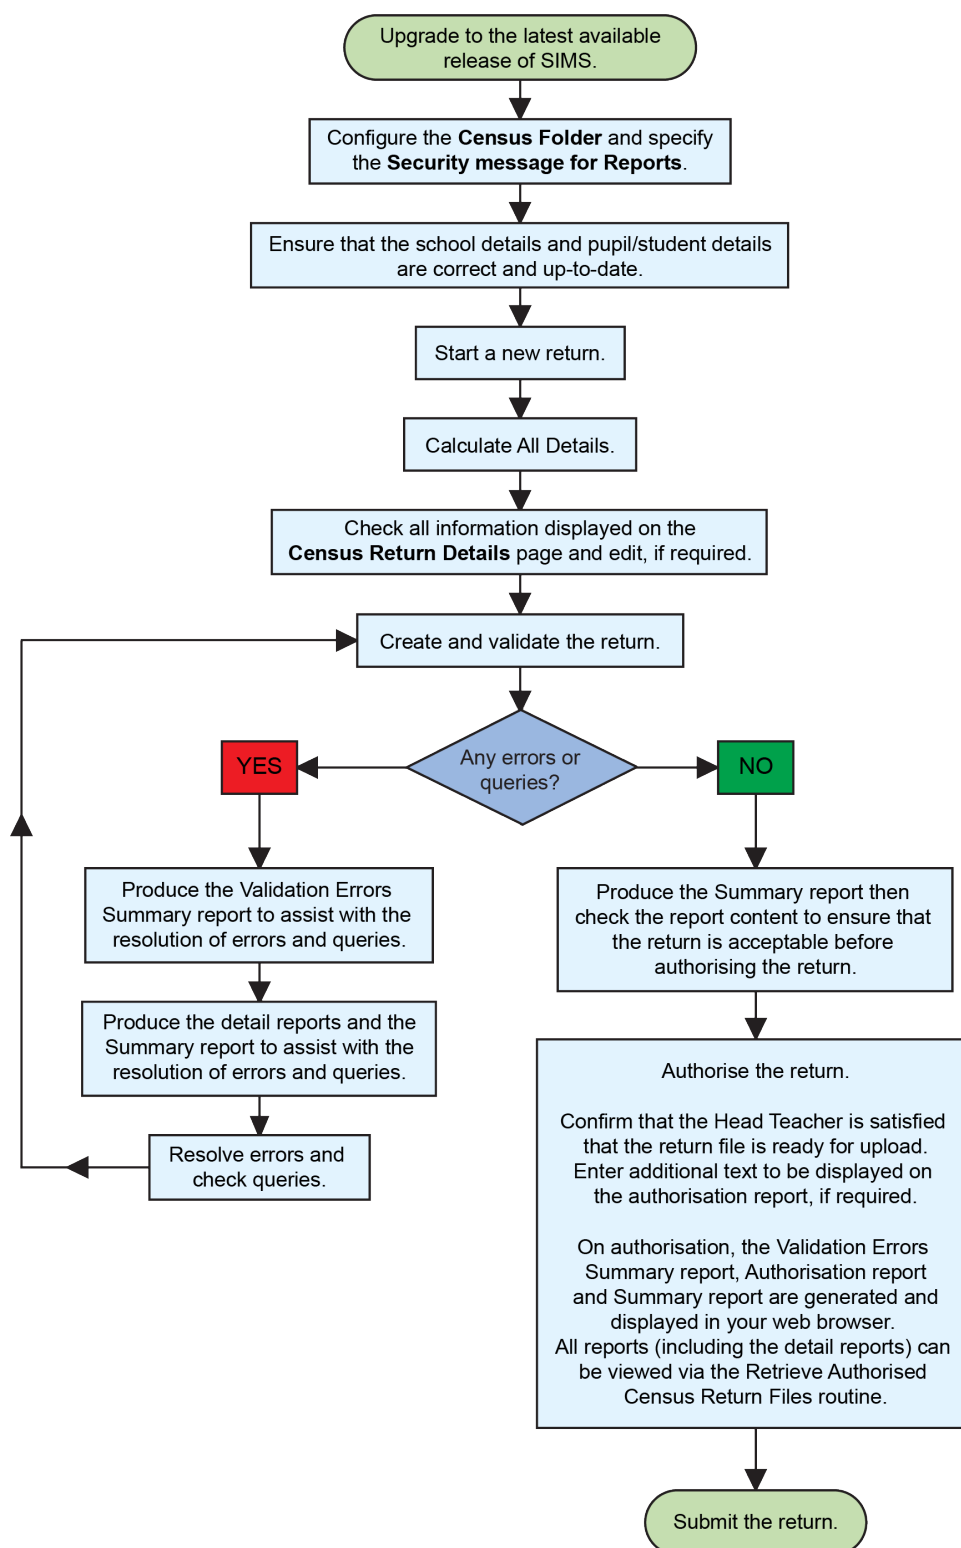 Upgrade to the latest available
release of SIMS.
Configure the Census Folder and specify
the Security message for Reports.
Ensure that the school details and pupil/student details
are correct and up-to-date.
Start a new return.
Calculate All Details.
Check all information displayed on the
Census Return Details page and edit, if required.
Create and validate the return.
Any errors or
queries?
YES
NO
Produce the Validation Errors
Summary report to assist with the
resolution of errors and queries.
Produce the detail reports and the
Summary report to assist with the
resolution of errors and queries.
Resolve errors and
check queries.
Produce the Summary report then
check the report content to ensure that
the return is acceptable before
authorising the return.
Authorise the return.
Confirm that the Head Teacher is satisfied
that the return file is ready for upload.
Enter additional text to be displayed on
the authorisation report, if required.
On authorisation, the Validation Errors
Summary report, Authorisation report
and Summary report are generated and
displayed in your web browser.
All reports (including the detail reports) can
be viewed via the Retrieve Authorised
Census Return Files routine.
Submit the return.